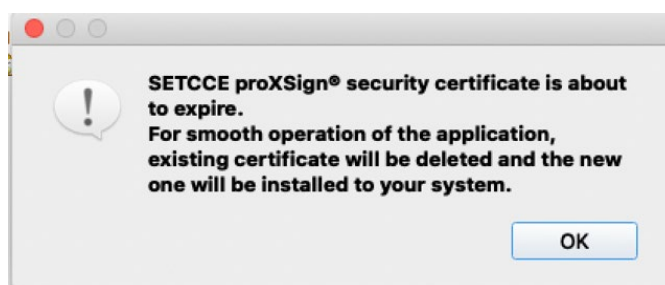 SETCCE proXSign® security certificate is about
to expire.
For smooth operation of the application,
existing certificate will be deleted and the new
one will be installed to your system.
OK